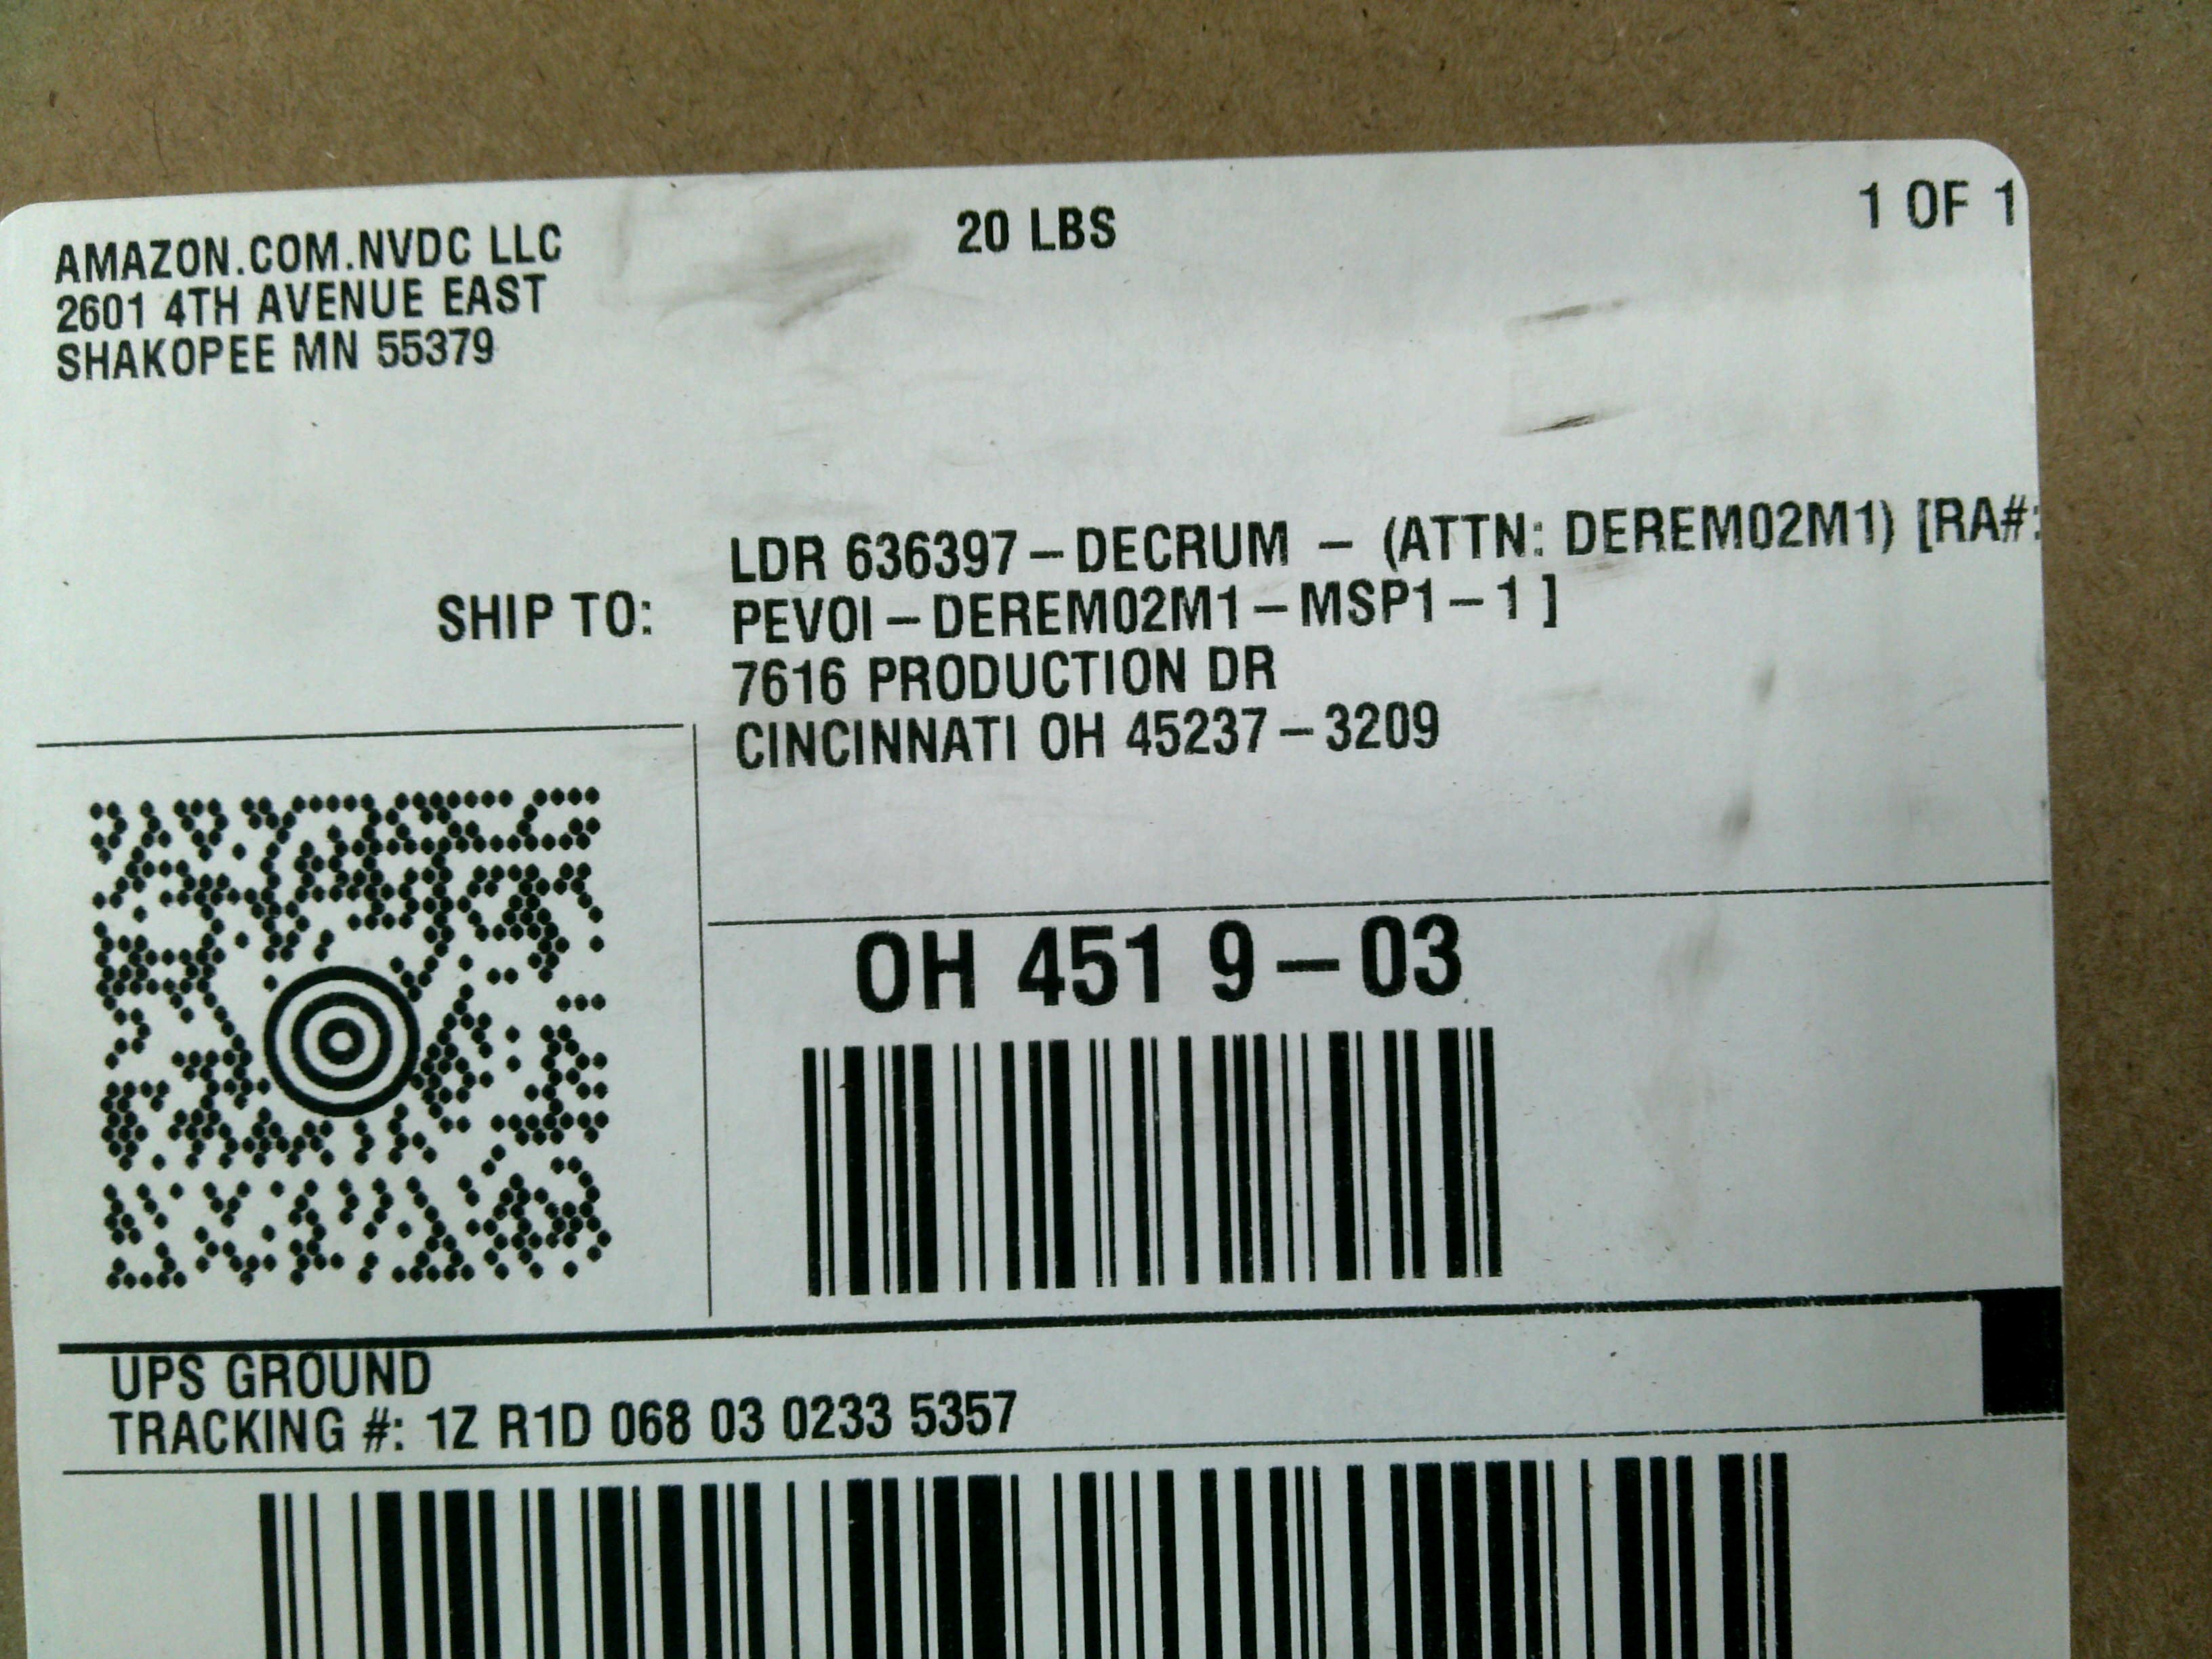 AMAZON.COM.NVDC LLC
2601 4TH AVENUE EAST
SHAKOPEE MN 55379
20 LBS
1 OF 1
SHIP TO:
LDR 636397-DECRUM - (ATTN: DEREM02M1) [RA#:
PEVOI-DEREM02M1-MSP1-1 ]
7616 PRODUCTION DR
CINCINNATI OH 45237-3209
OH 451 9-03
UPS GROUND
TRACKING #: 1Z R1D 068 03 0233 5357